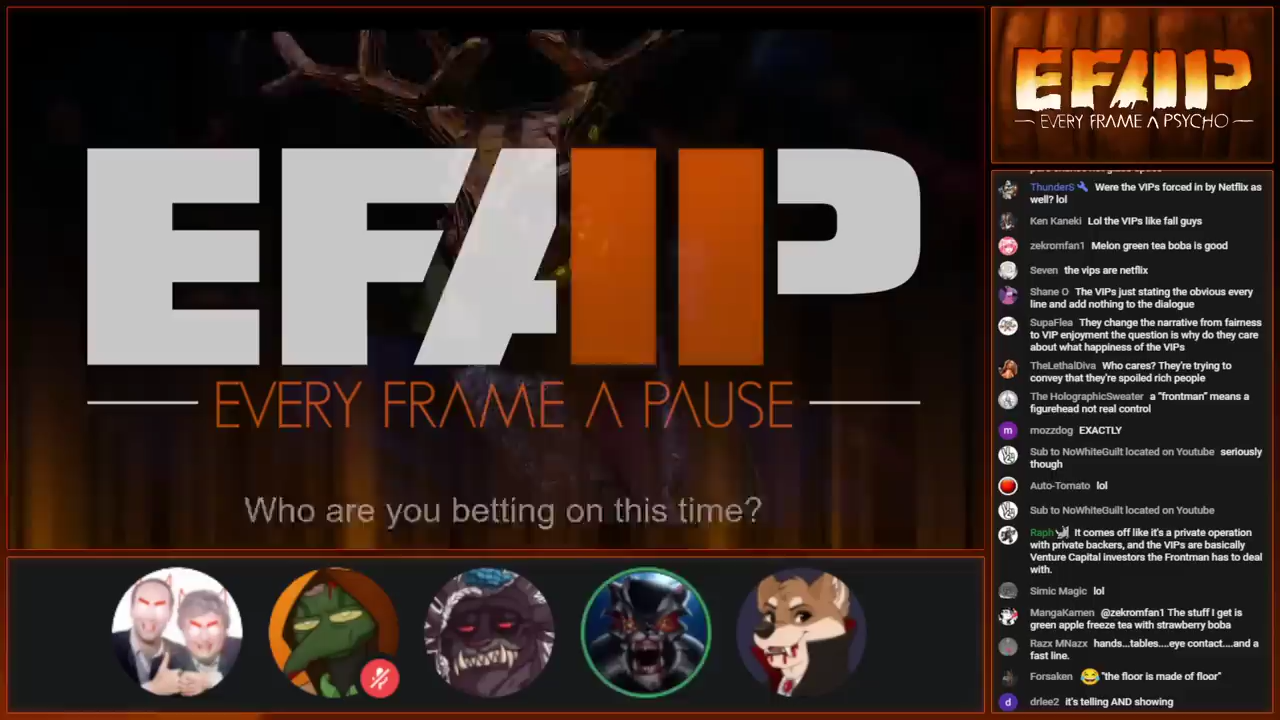 EFAP
EVERY FRAME A PAUSE
Who are you betting on this time?
EFAP
EVERY FRAME A PSYCHO
ThunderS Were the VIPs forced in by Netflix as
well? lol
Ken Kaneki Lol the VIPs like fall guys
zekromfan1 Melon green tea boba is good
Seven the vips are netflix
Shane O The VIPs just stating the obvious every
line and add nothing to the dialogue
SupaFlea They change the narrative from fairness
to VIP enjoyment the question is why do they care
about what happiness of the VIPs
TheLethalDiva Who cares? They're trying to
convey that they're spoiled rich people
The HolographicSweater a “frontman” means a
figurehead not real control
m
mozzdog EXACTLY
Sub to NoWhiteGuilt located on Youtube seriously
though
Auto-Tomato lol
Sub to NoWhiteGuilt located on Youtube
Raph It comes off like it's a private operation
with private backers, and the VIPs are basically
Venture Capital investors the Frontman has to deal
with.
Simic Magic lol
MangaKamen @zekromfan1 The stuff I get is
green apple freeze tea with strawberry boba
Razx MNazx hands...tables....eye contact....and a
fast line.
Forsaken 😂 "the floor is made of floor"
d
drlee2 it's telling AND showing